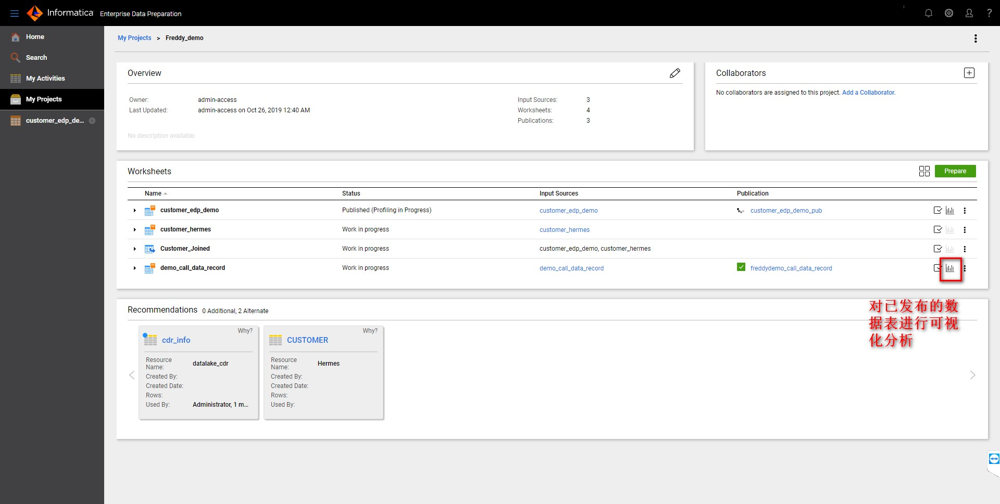 Informatica Enterprise Data Preparation
Home
Search
My Activities
My Projects
customer_edp_de...
My Projects > Freddy_demo
Overview
Owner: admin-access
Last Updated: admin-access on Oct 26, 2019 12:40 AM
Input Sources: 3
Worksheets: 4
Publications: 3
No description available.
Collaborators
No collaborators are assigned to this project. Add a Collaborator.
Worksheets
Prepare
Name Status Input Sources Publication
customer_edp_demo Published (Profiling in Progress) customer_edp_demo customer_edp_demo_pub
customer_hermes Work in progress customer_hermes
Customer_Joined Work in progress customer_edp_demo, customer_hermes
demo_call_data_record Work in progress demo_call_data_record freddydemo_call_data_record
对已发布的数
据表进行可视
化分析
Recommendations 0 Additional, 2 Alternate
Why?
cdr_info
Resource
Name: datalake_cdr
Created By:
Created Date:
Rows:
Used By: Administrator, 1 m...
Why?
CUSTOMER
Resource
Name: Hermes
Created By:
Created Date:
Rows:
Used By: